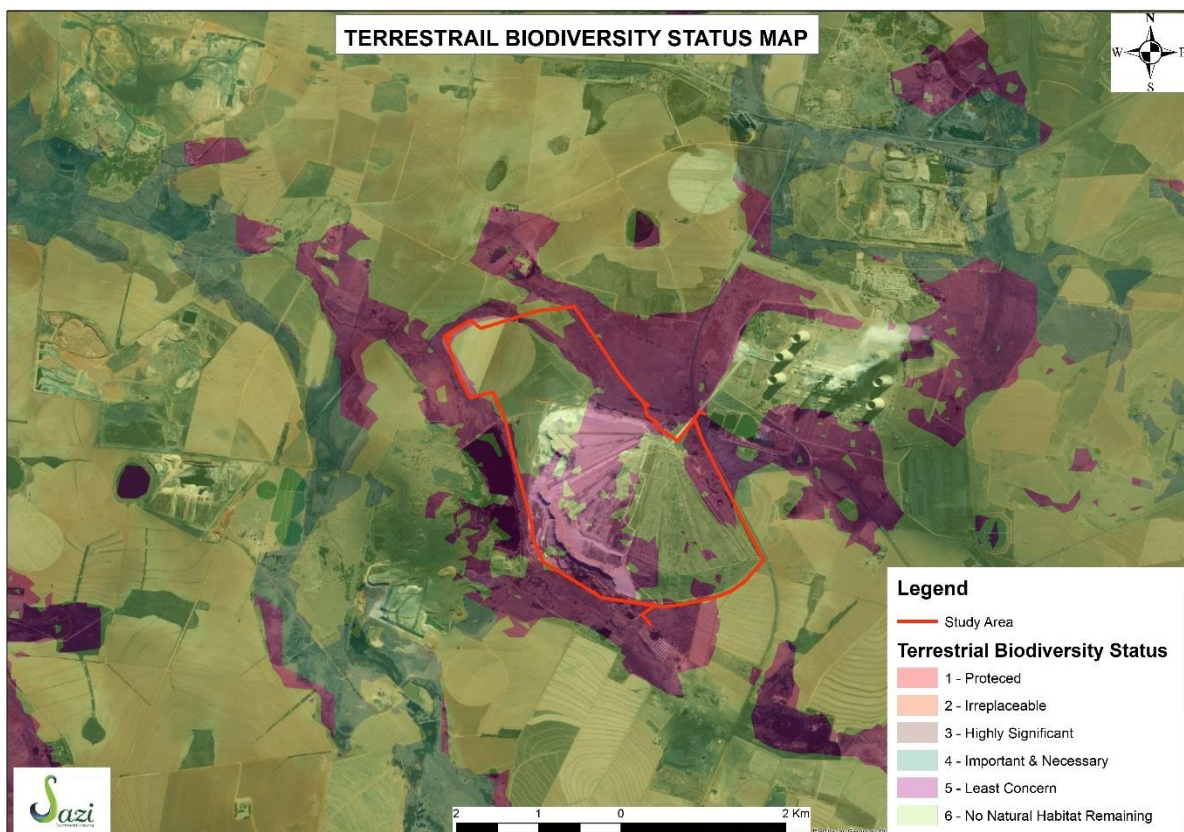 TERRESTRAIL BIODIVERSITY STATUS MAP
N
W E
S
Legend
Study Area
Terrestrial Biodiversity Status
1 - Proteced
2 - Irreplaceable
3 - Highly Significant
4 - Important & Necessary
5 - Least Concern
6 - No Natural Habitat Remaining
Sazi
2 1 0 2 Km